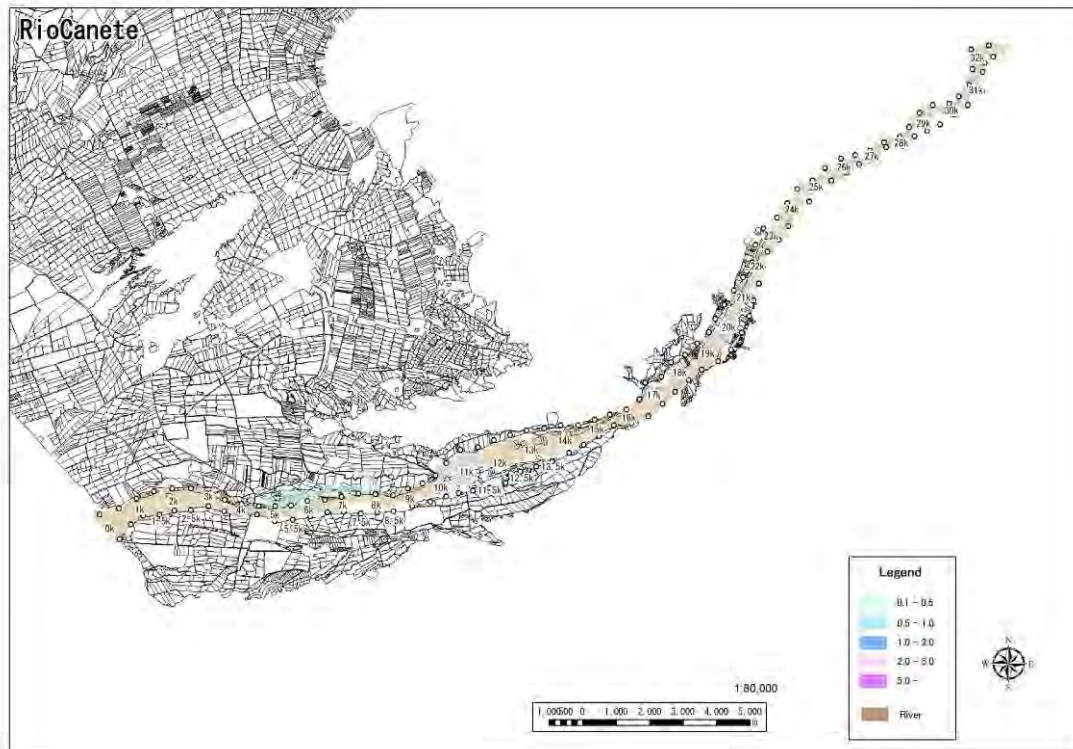 RioCanete
32k
31k
30k
29k
28k
27k
26k
25k
24k
23k
22k
21k
20k
19k
18k
17k
16k
15k
14k
13k
13.5k
12k
12.5k
11k
11.5k
10k
9k
8k
8.5k
7k
7.5k
6k
5k
5.5k
4k
3k
2k
2.5k
1k
1.5k
0k
Legend
0.1 - 0.5
0.5 - 1.0
1.0 - 2.0
2.0 - 5.0
5.0 -
River
N
W
E
S
1:80,000
1,000 500 0 1,000 2,000 3,000 4,000 5,000